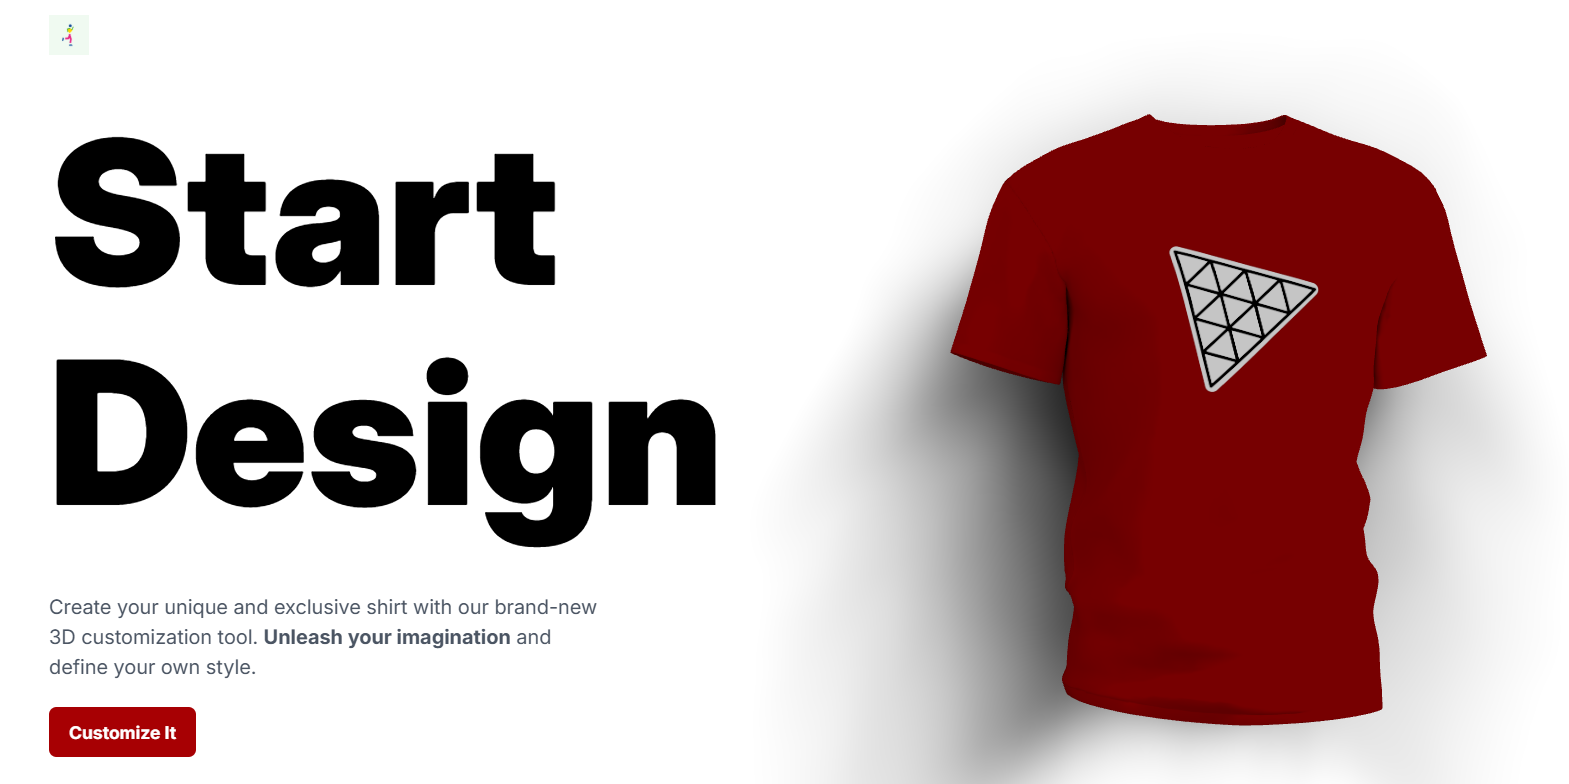 Start
Design
Create your unique and exclusive shirt with our brand-new
3D customization tool. Unleash your imagination and
define your own style.
Customize It